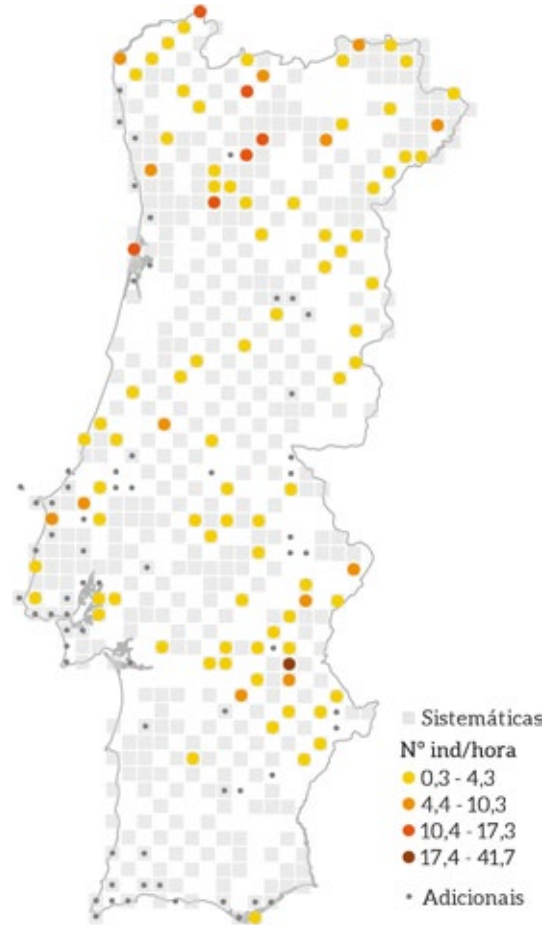 Sistemáticas
Nº ind/hora
0,3 - 4,3
4,4 - 10,3
10,4 - 17,3
17,4 - 41,7
Adicionais